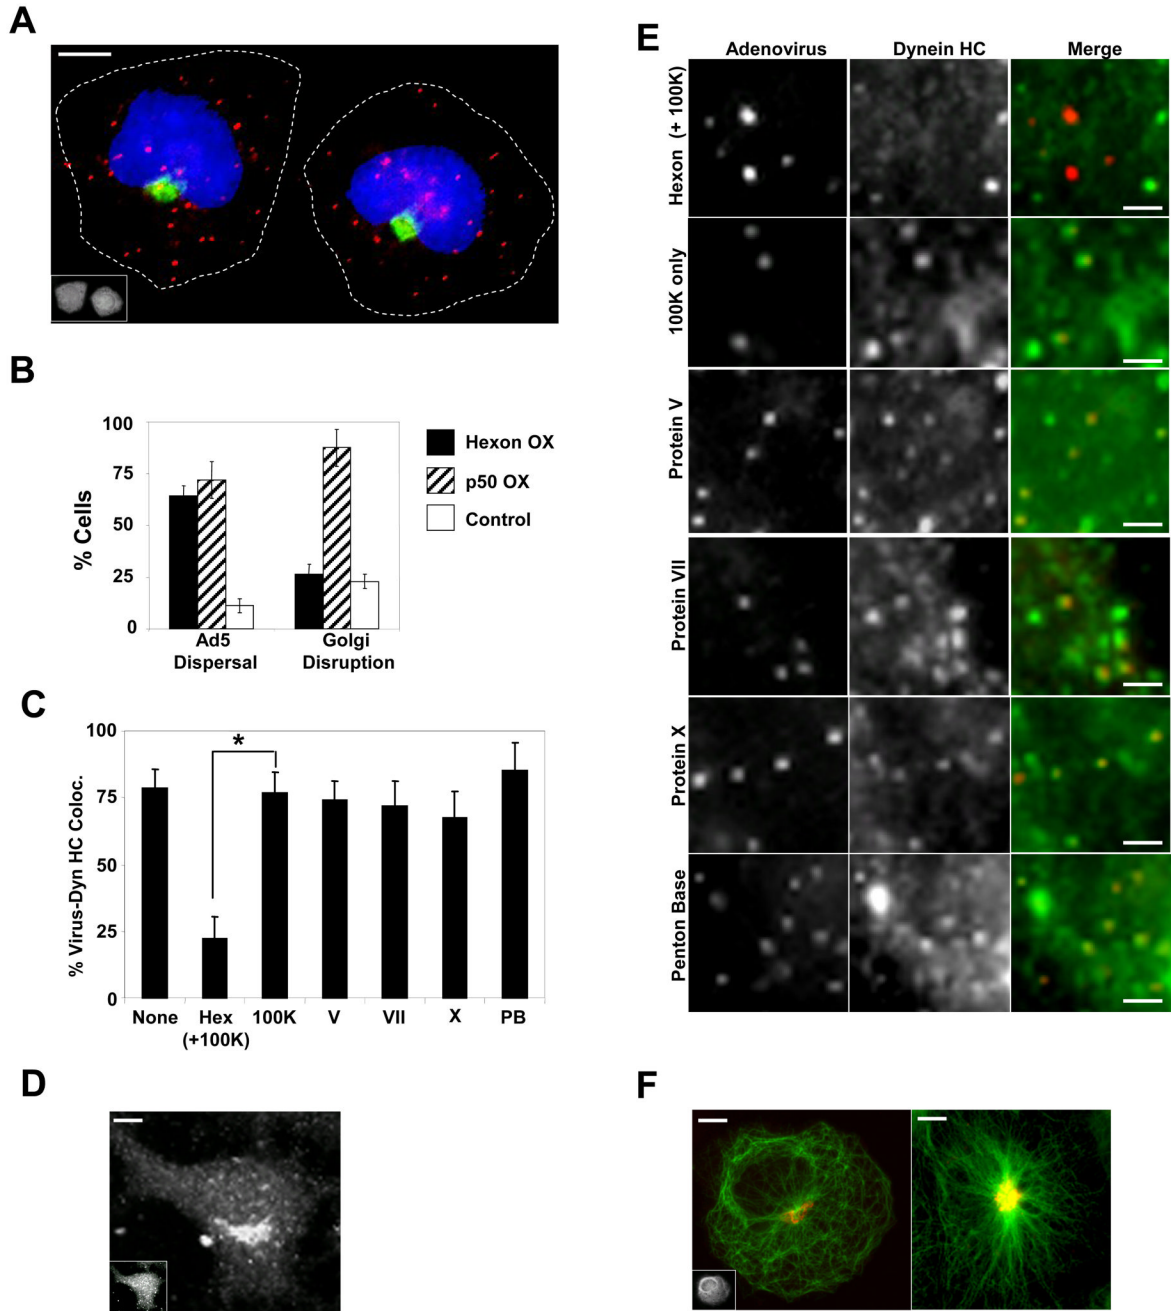 A
B
100
75
50
25
0
% Cells
Ad5
Dispersal
Golgi
Disruption
Hexon OX
p50 OX
Control
C
100
75
50
25
0
% Virus-Dyn HC Coloc.
*
None
Hex
(+100K)
100K
V
VII
X
PB
D
E
Adenovirus
Dynein HC
Merge
Hexon (+ 100K)
100K only
Protein V
Protein VII
Protein X
Penton Base
F